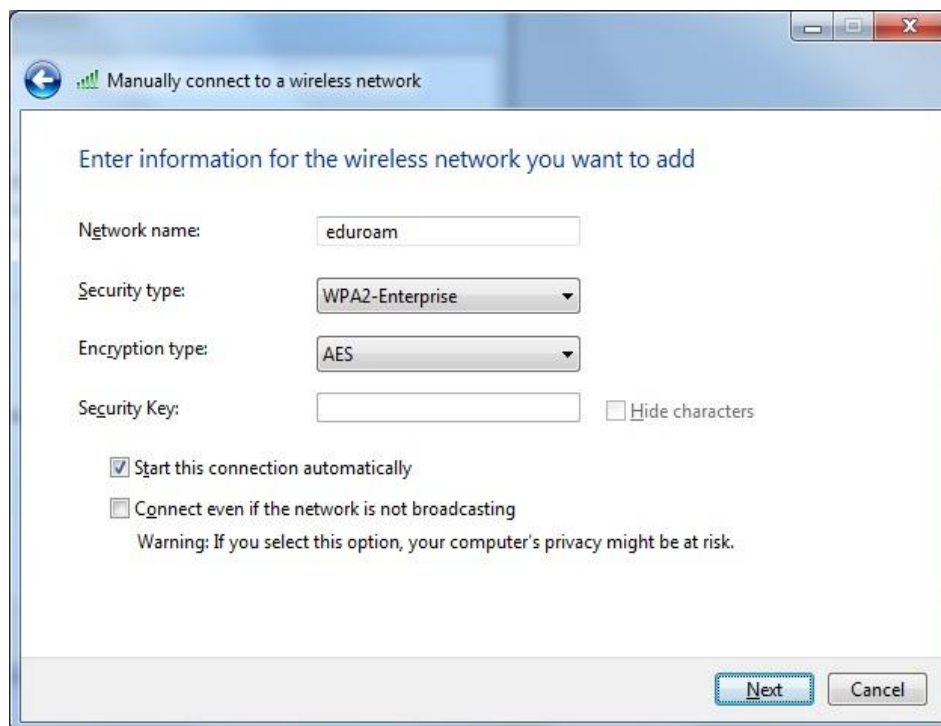 Manually connect to a wireless network
Enter information for the wireless network you want to add
Network name: eduroam
Security type: WPA2-Enterprise
Encryption type: AES
Security Key: Hide characters
Start this connection automatically
Connect even if the network is not broadcasting
Warning: If you select this option, your computer's privacy might be at risk.
Next Cancel